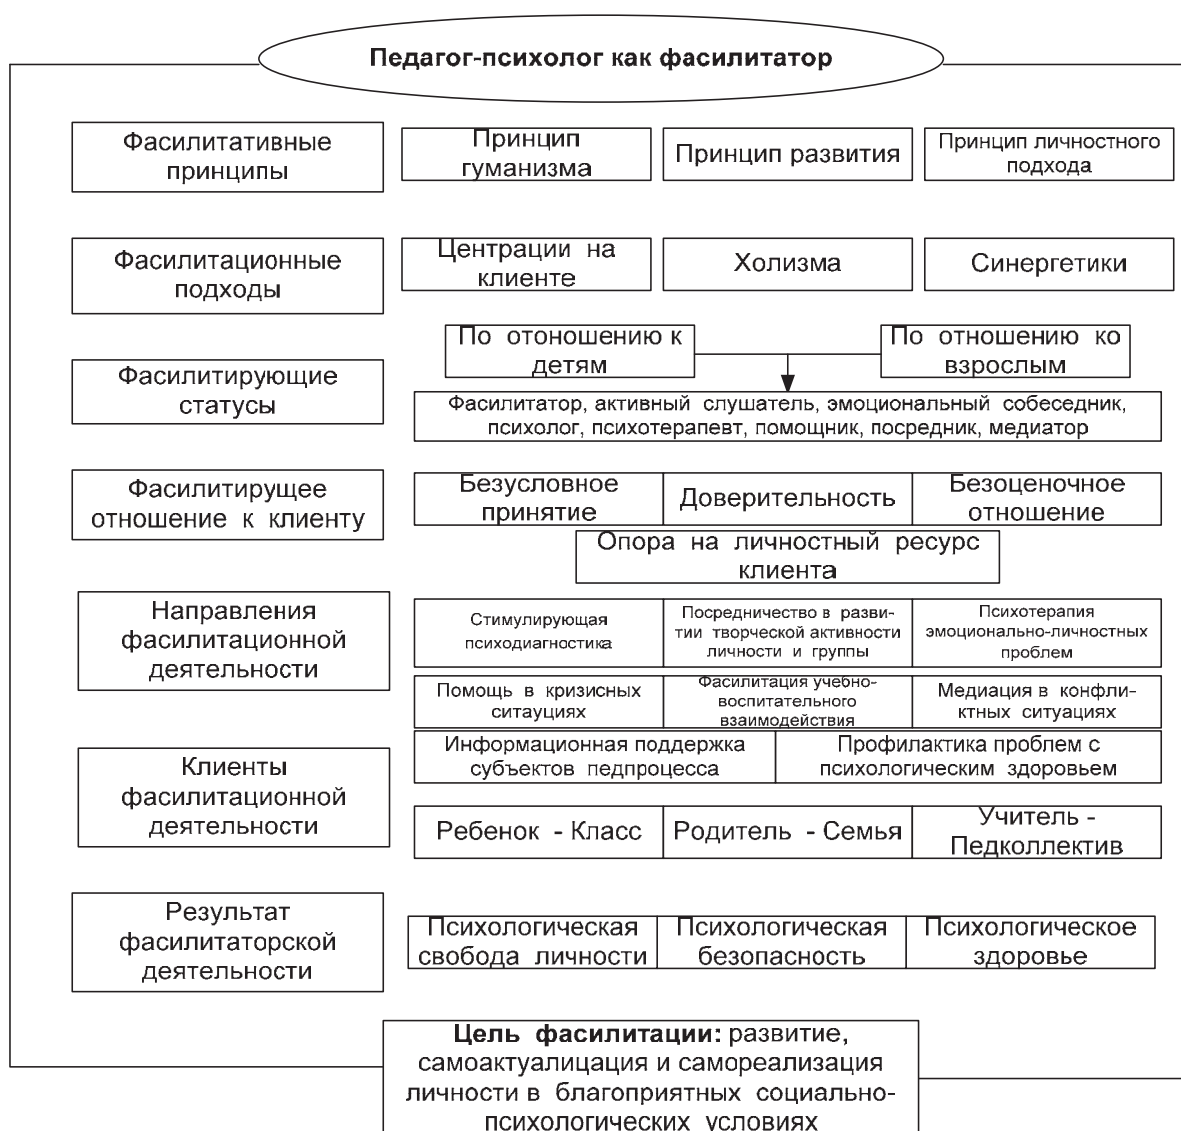 Педагог-психолог как фасилитатор
Фасилитативные
принципы
Принцип
гуманизма
Принцип развития
Принцип личностного
подхода
Фасилитационные
подходы
Центрации на
клиенте
Холизма
Синергетики
Фасилитирующие
статусы
По отоношению к
детям
По отношению ко
взрослым
Фасилитатор, активный слушатель, эмоциональный собеседник,
психолог, психотерапевт, помощник, посредник, медиатор
Фасилитирущее
отношение к клиенту
Безусловное
принятие
Доверительность
Безоценочное
отношение
Опора на личностный ресурс
клиента
Направления
фасилитационной
деятельности
Стимулирующая
психодиагностика
Посредничество в разви-
тии творческой активности
личности и группы
Психотерапия
эмоционально-личностных
проблем
Помощь в кризисных
ситауциях
Фасилитация учебно-
воспитательного
взаимодействия
Медиация в конфли-
ктных ситуациях
Информационная поддержка
субъектов педпроцесса
Профилактика проблем с
психологическим здоровьем
Клиенты
фасилитационной
деятельности
Ребенок - Класс
Родитель - Семья
Учитель -
Педколлектив
Результат
фасилитаторской
деятельности
Психологическая
свобода личности
Психологическая
безопасность
Психологическое
здоровье
Цель фасилитации: развитие,
самоактуалицация и самореализация
личности в благоприятных социально-
психологических условиях